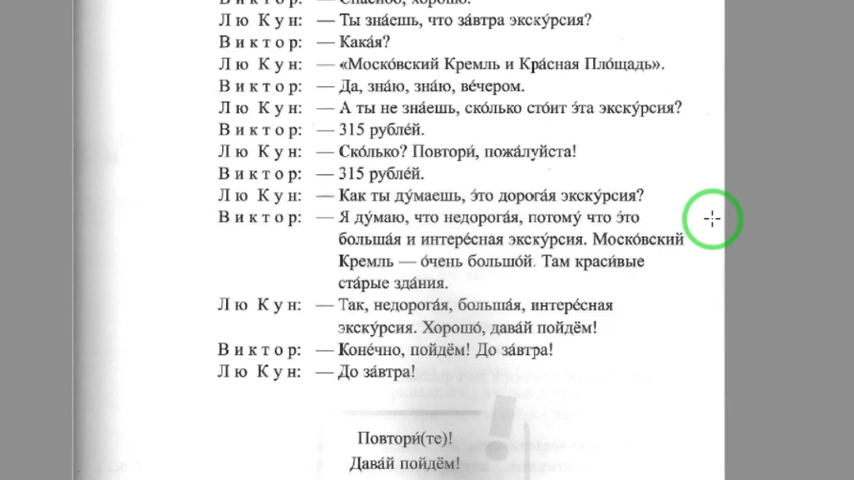 Спасибо, хорошо.
Лю Кун: — Ты зна́ешь, что за́втра экску́рсия?
Виктор: — Кака́я?
Лю Кун: — «Моско́вский Кремль и Кра́сная Пло́щадь».
Виктор: — Да, зна́ю, зна́ю, ве́чером.
Лю Кун: — А ты не зна́ешь, ско́лько сто́ит э́та экску́рсия?
Виктор: — 315 рубле́й.
Лю Кун: — Ско́лько? Повтори́, пожа́луйста!
Виктор: — 315 рубле́й.
Лю Кун: — Как ты ду́маешь, э́то дорога́я экску́рсия?
Виктор: — Я ду́маю, что недорога́я, потому́ что э́то
больша́я и интере́сная экску́рсия. Моско́вский
Кремль — о́чень большо́й. Там краси́вые
ста́рые зда́ния.
Лю Кун: — Так, недорога́я, больша́я, интере́сная
экску́рсия. Хорошо́, дава́й пойдём!
Виктор: — Коне́чно, пойдём! До за́втра!
Лю Кун: — До за́втра!
Повтори́(те)!
Дава́й пойдём!